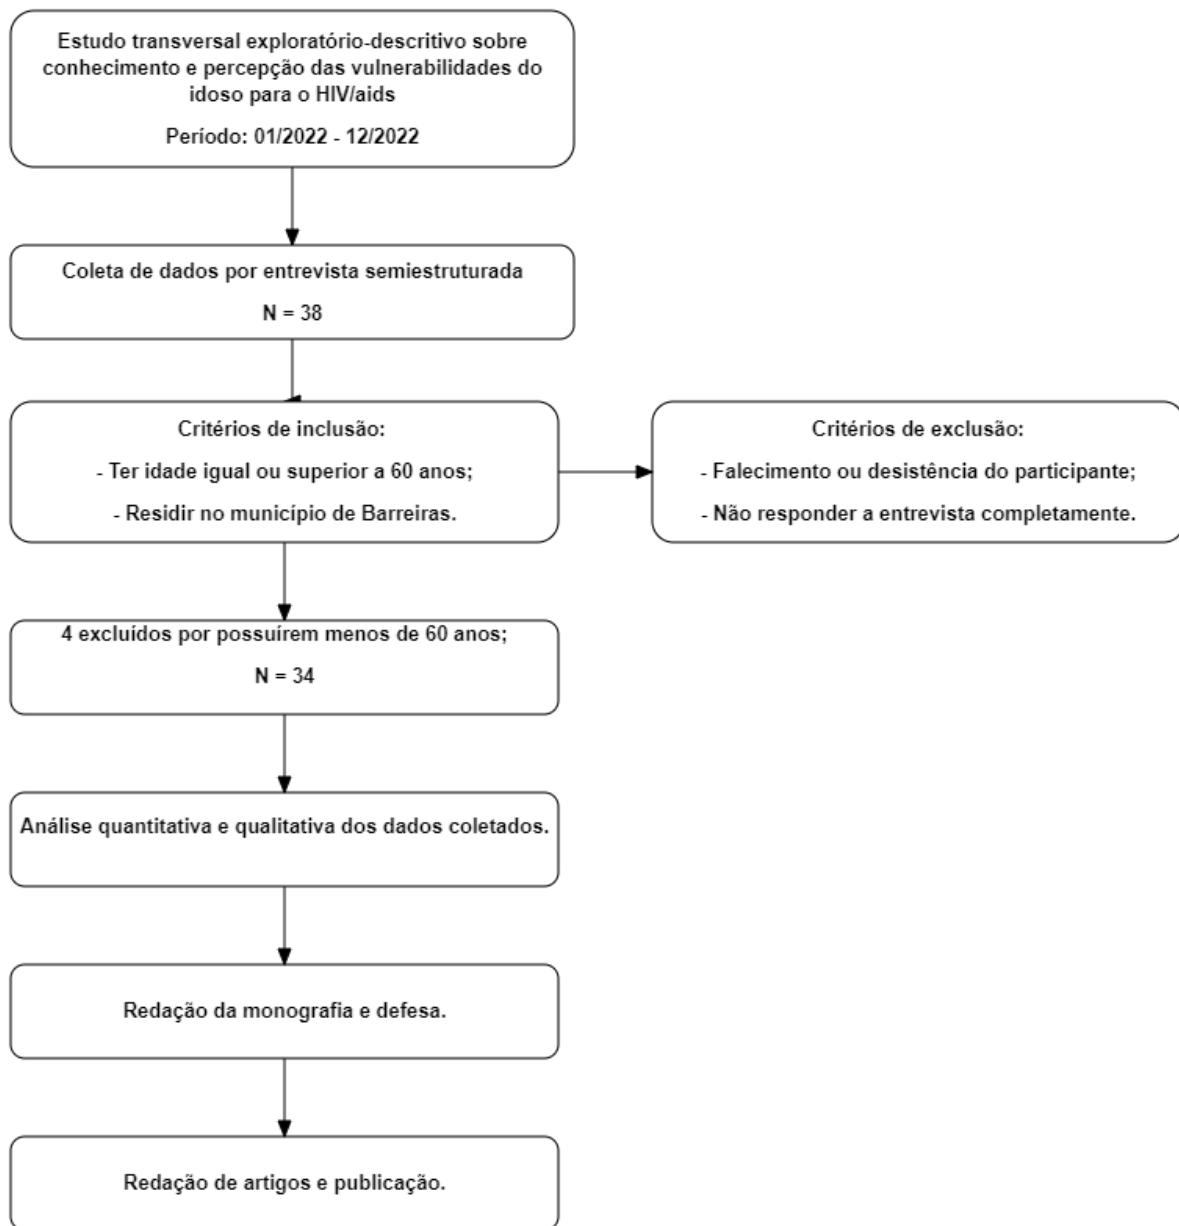 Estudo transversal exploratório-descritivo sobre
conhecimento e percepção das vulnerabilidades do
idoso para o HIV/aids
Período: 01/2022 - 12/2022
Coleta de dados por entrevista semiestruturada
N = 38
Critérios de inclusão:
- Ter idade igual ou superior a 60 anos;
- Residir no município de Barreiras.
Critérios de exclusão:
- Falecimento ou desistência do participante;
- Não responder a entrevista completamente.
4 excluídos por possuírem menos de 60 anos;
N = 34
Análise quantitativa e qualitativa dos dados coletados.
Redação da monografia e defesa.
Redação de artigos e publicação.